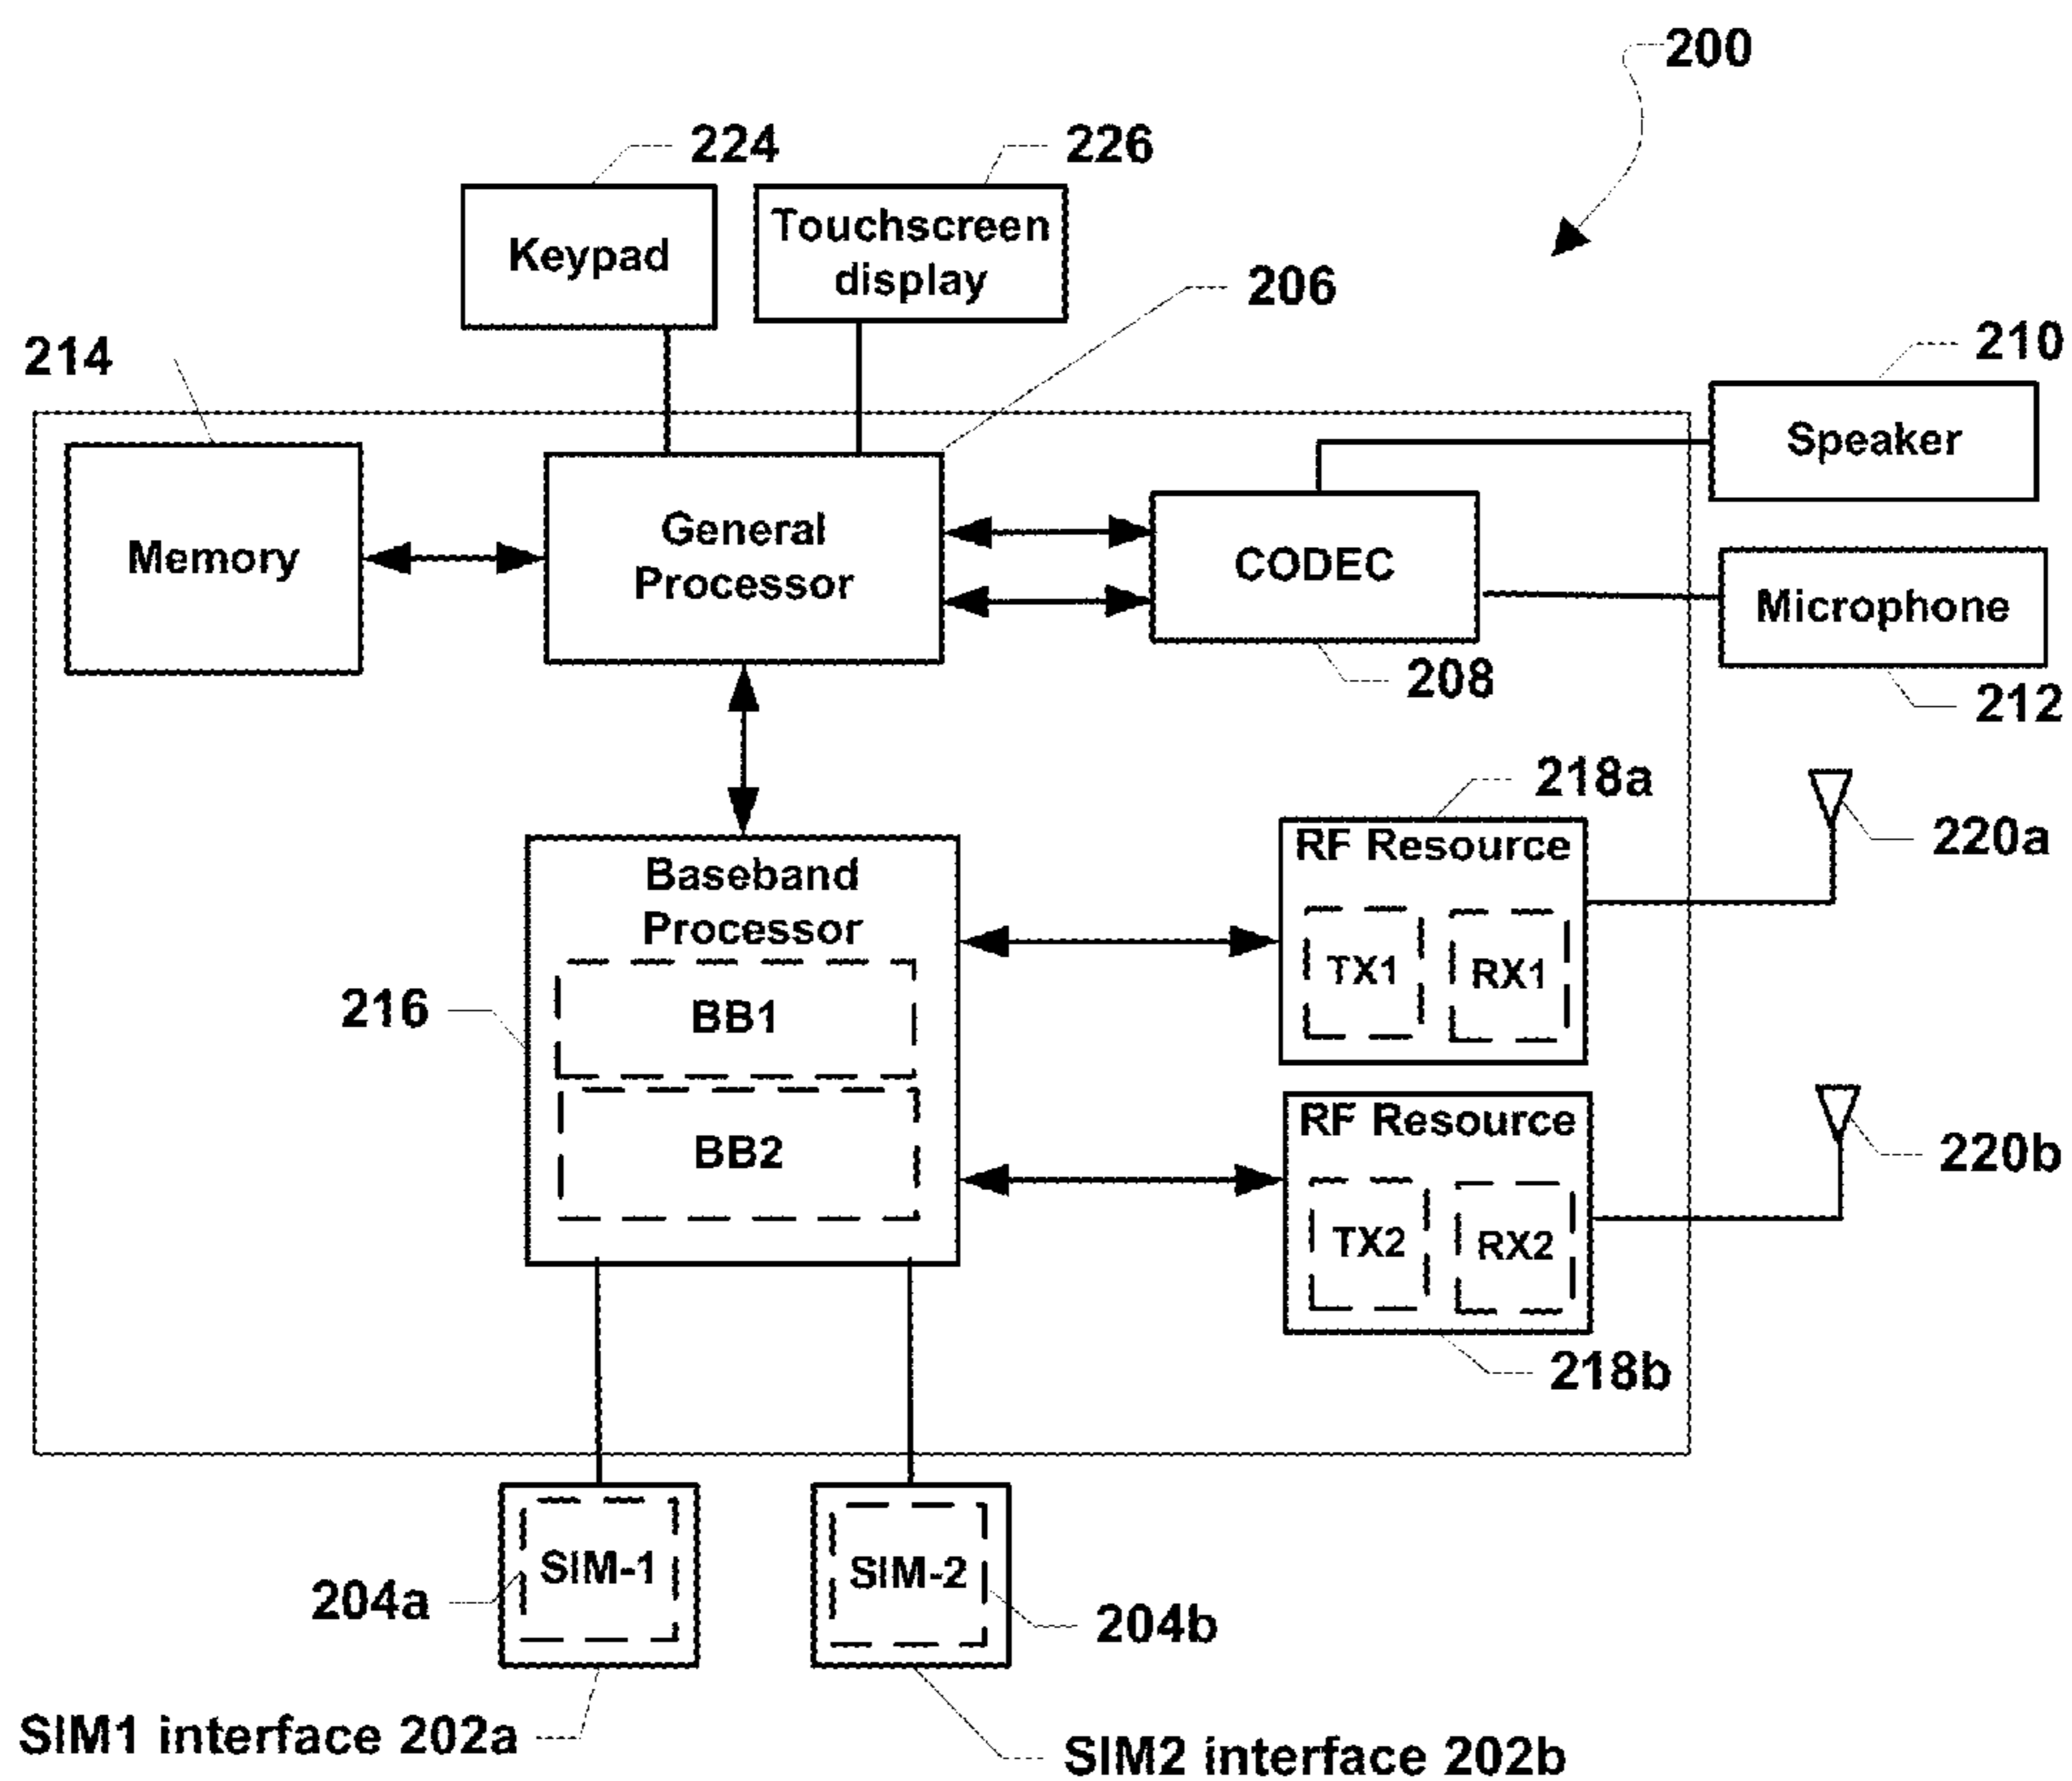 200
224
226
Keypad
Touchscreen
display
206
214
210
Speaker
Memory
General
Processor
CODEC
Microphone
208
212
218a
RF Resource
220a
TX1
RX1
Baseband
Processor
216
BB1
BB2
RF Resource
220b
TX2
RX2
218b
SIM-1
SIM-2
204a
204b
SIM1 interface 202a
SIM2 interface 202b